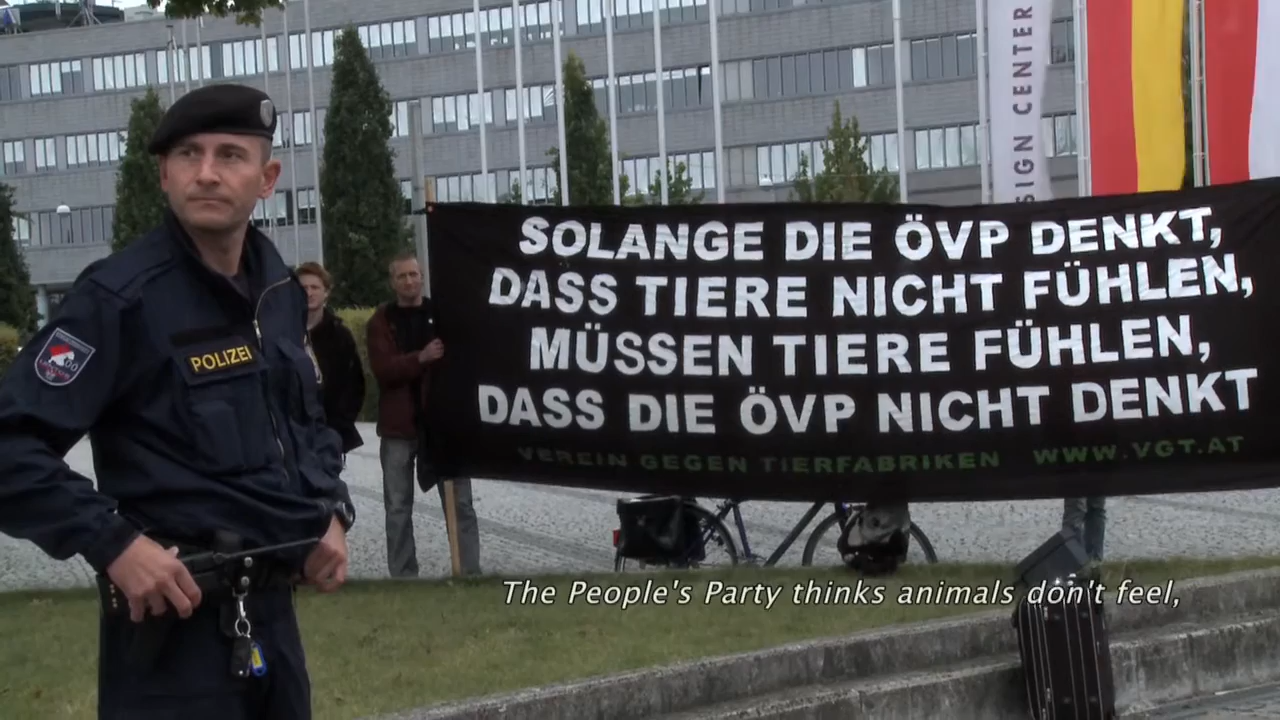 SIGN CENTER
POLIZEI
SOLANGE DIE ÖVP DENKT,
DASS TIERE NICHT FÜHLEN,
MÜSSEN TIERE FÜHLEN,
DASS DIE ÖVP NICHT DENKT
VEREIN GEGEN TIERFABRIKEN WWW.VGT.AT
The People's Party thinks animals don't feel,